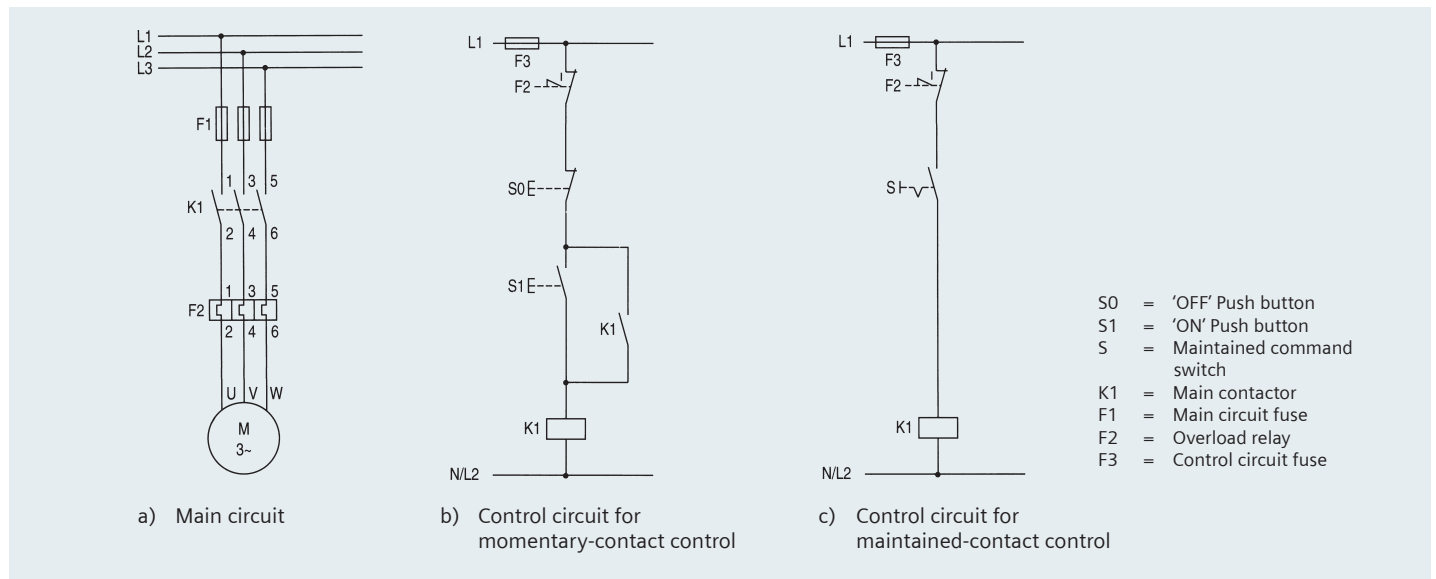 L1
L2
L3
F1
1 3 5
K1
2 4 6
1 3 5
F2
2 4 6
U V W
M
3~
a) Main circuit
L1
F3
F2
S0
S1
K1
K1
N/L2
b) Control circuit for
momentary-contact control
L1
F3
F2
S
K1
N/L2
c) Control circuit for
maintained-contact control
S0 = ‘OFF’ Push button
S1 = ‘ON’ Push button
S = Maintained command
switch
K1 = Main contactor
F1 = Main circuit fuse
F2 = Overload relay
F3 = Control circuit fuse